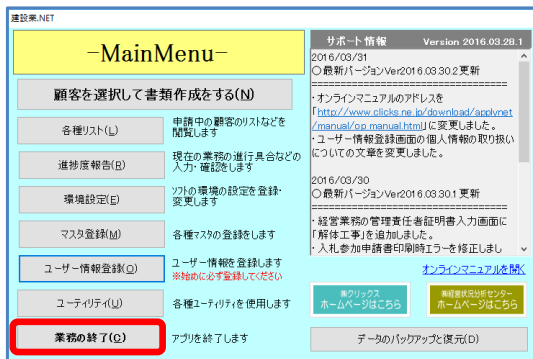 建設業.NET
-MainMenu-
顧客を選択して書類作成をする(N)
各種リスト(L)
申請中の顧客のリストなどを
閲覧します
進捗度報告(R)
現在の業務の進行具合などの
入力・確認をします
環境設定(E)
ソフトの環境の設定を登録・
変更します
マスタ登録(M)
各種マスタの登録をします
ユーザー情報登録(O)
ユーザー情報を登録します
※始めに必ず登録してください
ユーティリティ(U)
各種ユーティリティを使用します
業務の終了(C)
アプリを終了します
サポート情報 Version 2016.03.28.1
2016/03/31
○最新バージョンVer2016.03.30.2更新
==============================
・オンラインマニュアルのアドレスを
「http://www.clicks.ne.jp/download/applvnet
/manual/op manual.html」に変更しました。
・ユーザー情報登録画面の個人情報の取り扱い
についての文章を変更しました。
2016/03/30
○最新バージョンVer2016.03.30.1更新
==============================
・経営業務の管理責任者証明書入力画面に
「解体工事」を追加しました。
・入札参加申請書印刷時エラーを修正しまし
オンラインマニュアルを開く
㈱クリックス
ホームページはこちら
㈱経営状況分析センター
ホームページはこちら
データのバックアップと復元(D)